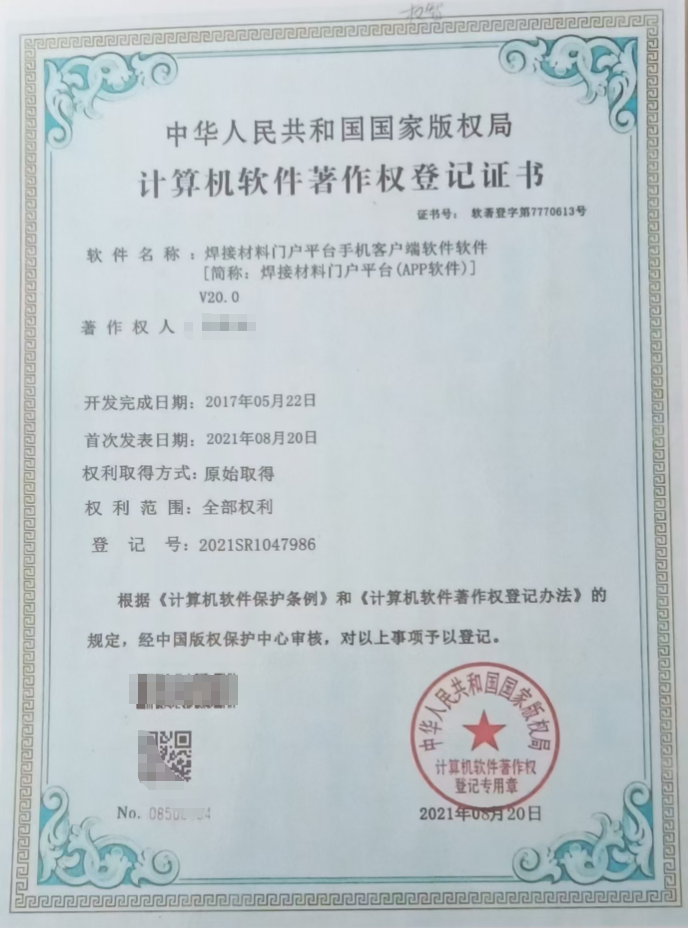 中华人民共和国国家版权局
计算机软件著作权登记证书
证书号： 软著登字第7770613号
软件名称： 焊接材料门户平台手机客户端软件软件
[简称：焊接材料门户平台(APP软件)]
V20.0
著作权人
开发完成日期： 2017年05月22日
首次发表日期： 2021年08月20日
权利取得方式： 原始取得
权利范围： 全部权利
登记号： 2021SR1047986
根据《计算机软件保护条例》和《计算机软件著作权登记办法》的
规定，经中国版权保护中心审核，对以上事项予以登记。
中华人民共和国国家版权局
计算机软件著作权
登记专用章
No.
2021年08月20日